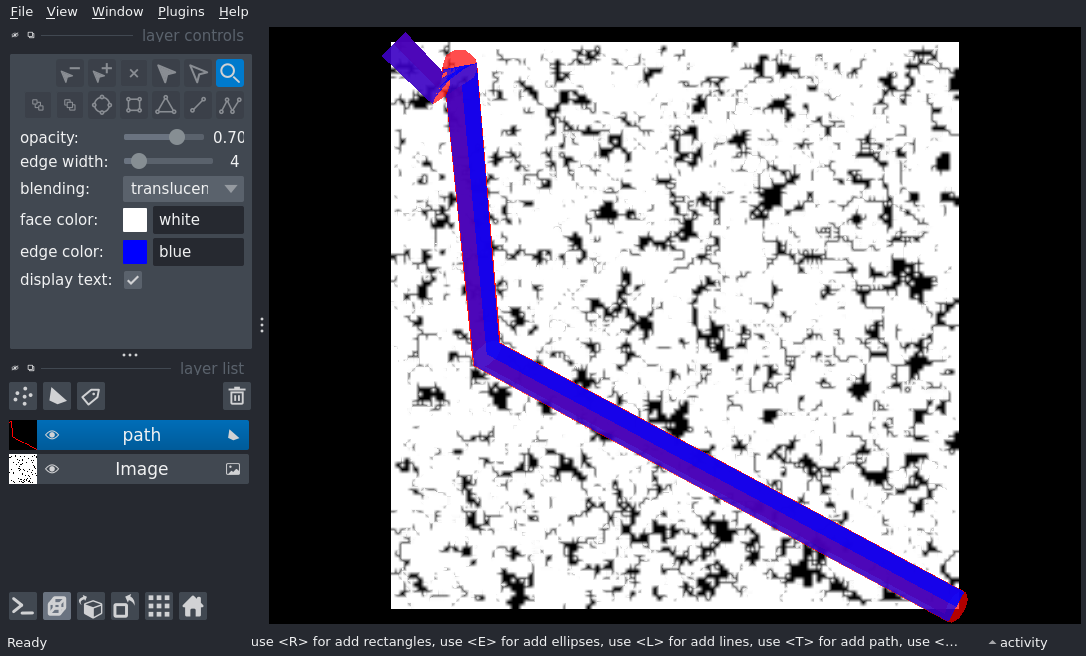 File View Window Plugins Help
layer controls
opacity: 0.70
edge width: 4
blending: translucen
face color: white
edge color: blue
display text:
layer list
path
Image
Ready use <R> for add rectangles, use <E> for add ellipses, use <L> for add lines, use <T> for add path, use <... activity